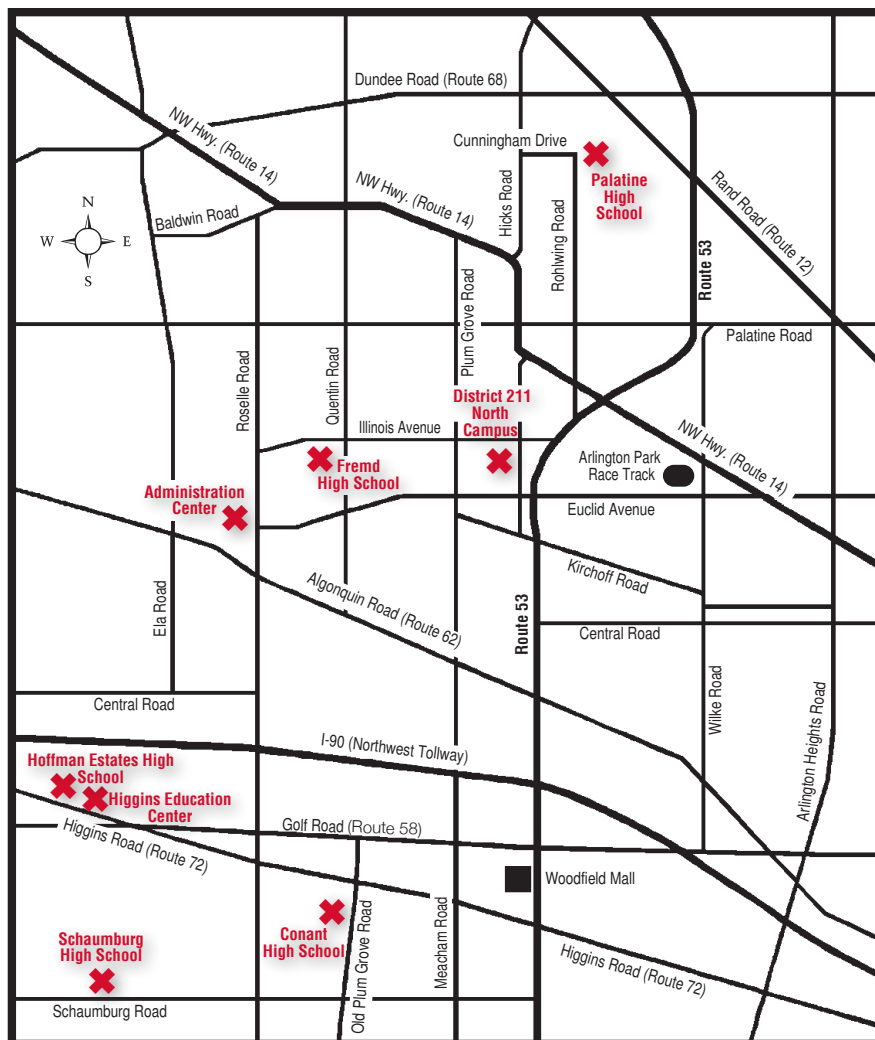 Dundee Road (Route 68)
NW Hwy. (Route 14)
Cunningham Drive
Palatine
High
School
Hicks Road
Rohlwing Road
Rand Road (Route 12)
NW Hwy. (Route 14)
Baldwin Road
N
W
E
S
Route 53
Plum Grove Road
Palatine Road
Roselle Road
Quentin Road
District 211
North
Campus
Illinois Avenue
NW Hwy. (Route 14)
Fremd
High School
Arlington Park
Race Track
Administration
Center
Euclid Avenue
Kirchoff Road
Algonquin Road (Route 62)
Ela Road
Route 53
Central Road
Central Road
Wilke Road
Arlington Heights Road
I-90 (Northwest Tollway)
Hoffman Estates High
School
Higgins Education
Center
Golf Road (Route 58)
Higgins Road (Route 72)
Woodfield Mall
Conant
High School
Old Plum Grove Road
Meacham Road
Schaumburg
High School
Higgins Road (Route 72)
Schaumburg Road